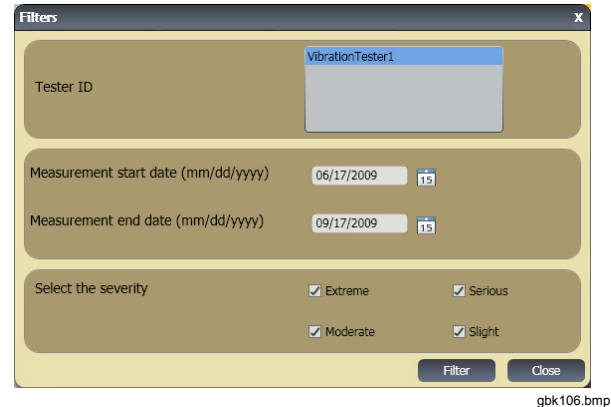 Filters X
Tester ID
VibrationTester1
Measurement start date (mm/dd/yyyy) 06/17/2009 15
Measurement end date (mm/dd/yyyy) 09/17/2009 15
Select the severity Extreme Serious
Moderate Slight
Filter Close
gbk106.bmp